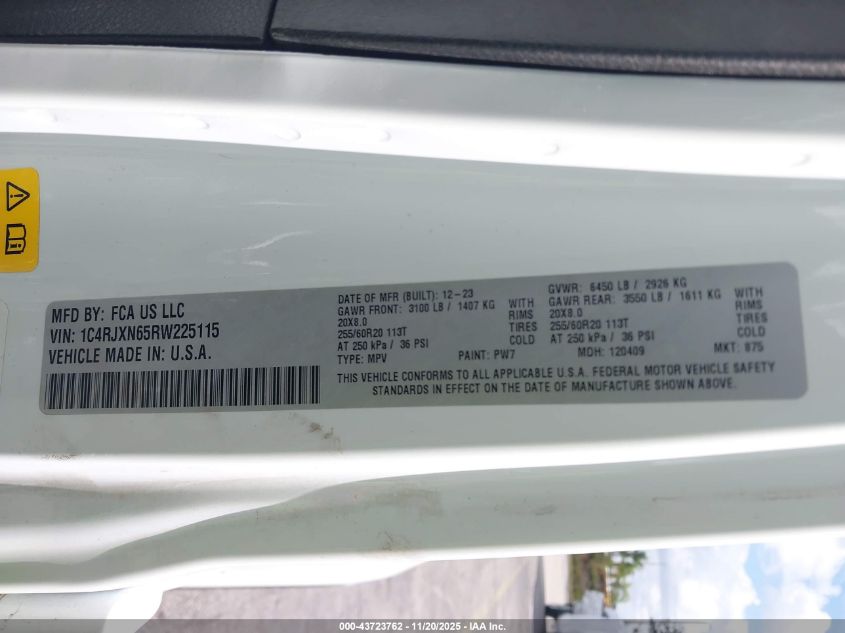 MFD BY: FCA US LLC
VIN: 1C4RJXN65RW225115
VEHICLE MADE IN: U.S.A.
DATE OF MFR (BUILT): 12-23
GAWR FRONT: 3100 LB / 1407 KG WITH
20X8.0 RIMS
255/60R20 113T TIRES
AT 250 kPa / 36 PSI COLD
TYPE: MPV PAINT: PW7
GVWR: 6450 LB / 2926 KG
GAWR REAR: 3550 LB / 1611 KG WITH
20X8.0 RIMS
255/60R20 113T TIRES
AT 250 kPa / 36 PSI COLD
MDH: 120409 MKT: 875
THIS VEHICLE CONFORMS TO ALL APPLICABLE U.S.A. FEDERAL MOTOR VEHICLE SAFETY
STANDARDS IN EFFECT ON THE DATE OF MANUFACTURE SHOWN ABOVE.
000-43723762 - 11/20/2025 - IAA Inc.